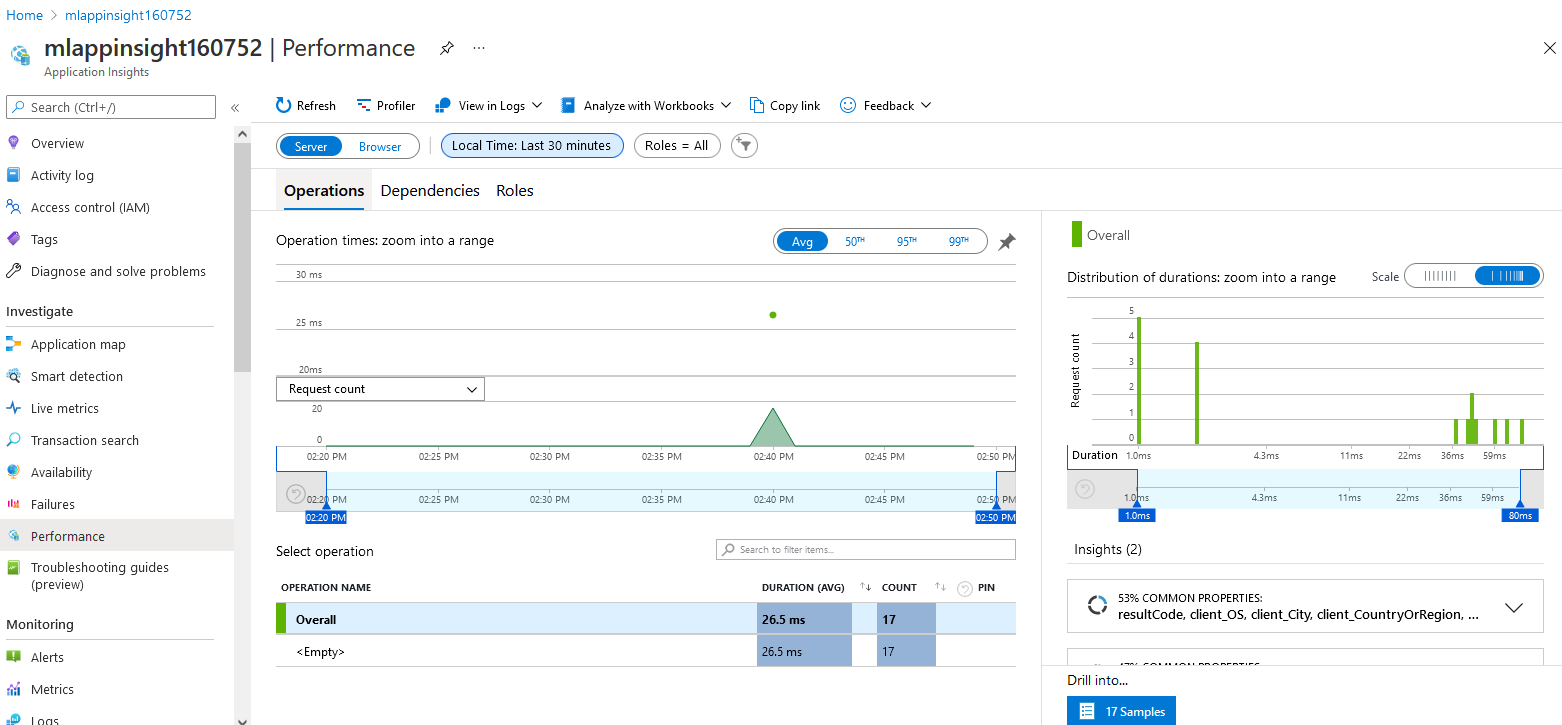 Home > mlappinsight160752
mlappinsight160752 | Performance ...
Application Insights
Search (Ctrl+/)
«
Overview
Activity log
Access control (IAM)
Tags
Diagnose and solve problems
Investigate
Application map
Smart detection
Live metrics
Transaction search
Availability
Failures
Performance
Troubleshooting guides
(preview)
Monitoring
Alerts
Metrics
Logs
Refresh Profiler View in Logs Analyze with Workbooks Copy link Feedback
Server Browser Local Time: Last 30 minutes Roles = All
Operations Dependencies Roles
Operation times: zoom into a range Avg 50TH 95TH 99TH
30 ms
25 ms
20ms
Request count
20
0
02:20 PM 02:25 PM 02:30 PM 02:35 PM 02:40 PM 02:45 PM 02:50 PM
02:20 PM 02:25 PM 02:30 PM 02:35 PM 02:40 PM 02:45 PM 02:50 PM
02:20 PM 02:50 PM
Select operation Search to filter items...
OPERATION NAME DURATION (AVG) COUNT PIN
Overall 26.5 ms 17
<Empty> 26.5 ms 17
Overall
Distribution of durations: zoom into a range Scale
Request count
5
4
3
2
1
0
Duration 1.0ms 4.3ms 11ms 22ms 36ms 59ms
1.0ms 4.3ms 11ms 22ms 36ms 59ms
1.0ms 80ms
Insights (2)
53% COMMON PROPERTIES:
resultCode, client_OS, client_City, client_CountryOrRegion, ...
47% COMMON PROPERTIES
Drill into...
17 Samples